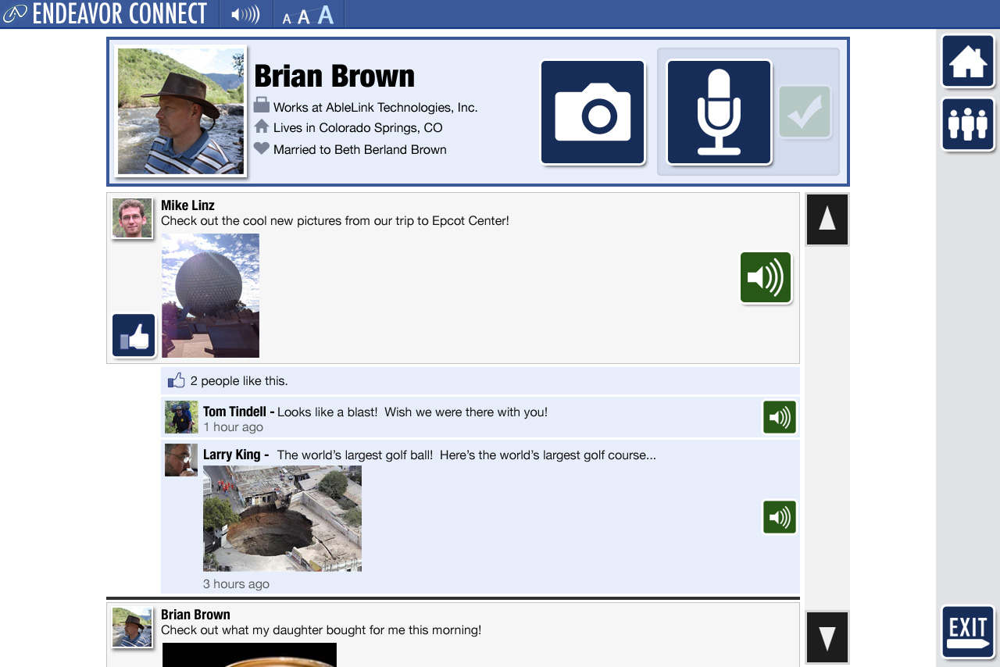 ENDEAVOR CONNECT
A A A
Brian Brown
Works at AbleLink Technologies, Inc.
Lives in Colorado Springs, CO
Married to Beth Berland Brown
Mike Linz
Check out the cool new pictures from our trip to Epcot Center!
2 people like this.
Tom Tindell - Looks like a blast!  Wish we were there with you!
1 hour ago
Larry King -  The world's largest golf ball!  Here's the world's largest golf course...
3 hours ago
Brian Brown
Check out what my daughter bought for me this morning!
EXIT